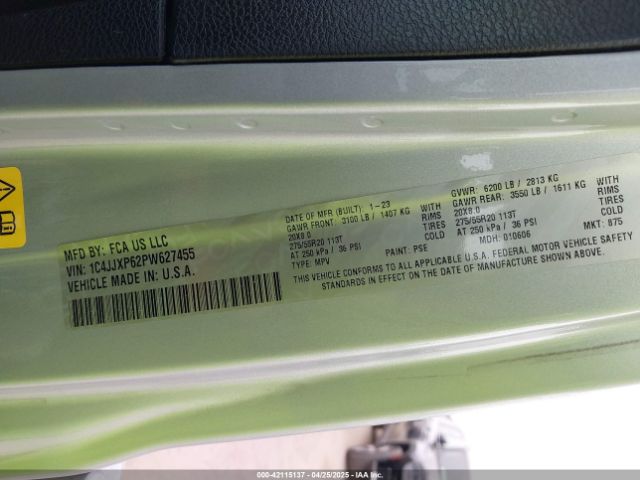 MFD BY: FCA US LLC
VIN: 1C4JJXP62PW627455
VEHICLE MADE IN U.S.A.
DATE OF MFR (BUILT): 1-23
GAWR FRONT: 3100 LB / 1407 KG WITH
20X8.0 RIMS
275/55R20 113T TIRES
AT 250 kPa / 36 PSI COLD
TYPE: MPV PAINT: PSE
GVWR: 6200 LB / 2813 KG
GAWR REAR: 3550 LB / 1611 KG WITH
20X8.0 RIMS
275/55R20 113T TIRES
AT 250 kPa / 36 PSI COLD
MDH: 010606 MKT: 875
THIS VEHICLE CONFORMS TO ALL APPLICABLE U.S.A. FEDERAL MOTOR VEHICLE SAFETY
STANDARDS IN EFFECT ON THE DATE OF MANUFACTURE SHOWN ABOVE.
000-42115137 - 04/25/2025 - IAA Inc.